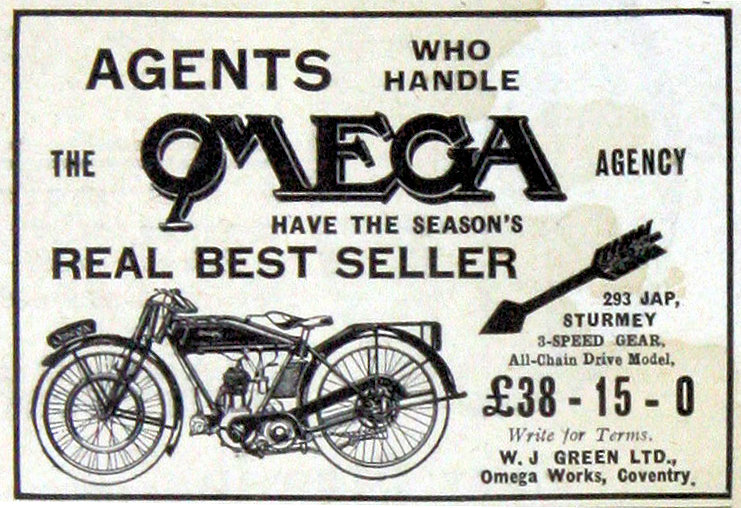 AGENTS WHO HANDLE
THE OMEGA AGENCY
HAVE THE SEASON'S
REAL BEST SELLER
293 JAP,
STURMEY
3-SPEED GEAR,
All-Chain Drive Model,
£38 - 15 - 0
Write for Terms.
W. J GREEN LTD.,
Omega Works, Coventry.